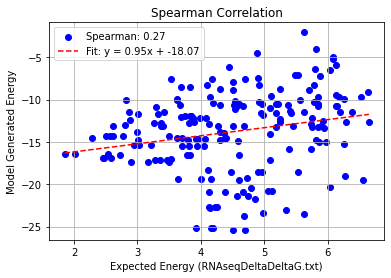 Spearman Correlation
Spearman: 0.27
Fit: y = 0.95x + -18.07
Model Generated Energy
−5
−10
−15
−20
−25
2 3 4 5 6
Expected Energy (RNAseqDeltaDeltaG.txt)